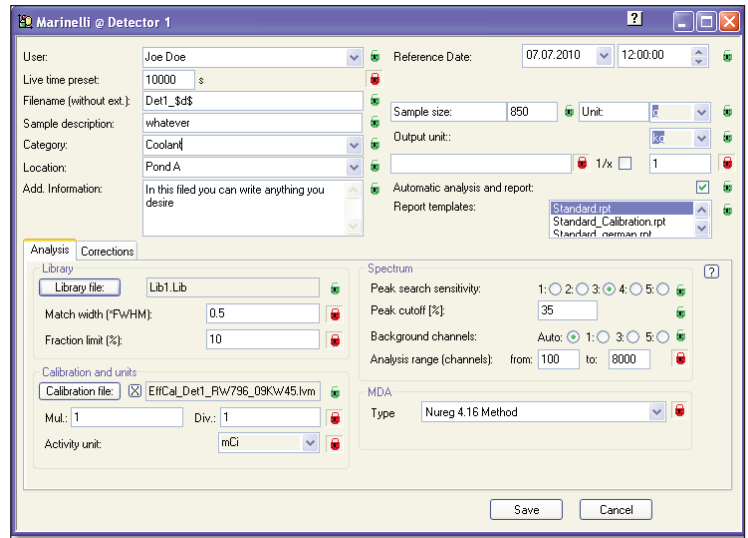 Marinelli @ Detector 1
?
User: Joe Doe
Reference Date: 07.07.2010 12:00:00
Live time preset: 10000 s
Filename (without ext.): Det1_$d$
Sample size: 850 Unit: g
Sample description: whatever
Output unit:: kg
Category: Coolant
Location: Pond A
1/x 1
Add. Information: In this filed you can write anything you
desire
Automatic analysis and report:
Report templates: Standard.rpt
Standard_Calibration.rpt
Standard_german.rpt
Analysis Corrections
Library
Library file: Lib1.Lib
Match width (*FWHM): 0.5
Fraction limit (%): 10
Calibration and units
Calibration file: EffCal_Det1_RW796_09KW45.lvm
Mul.: 1 Div.: 1
Activity unit: mCi
Spectrum
?
Peak search sensitivity: 1: 2: 3: 4: 5:
Peak cutoff [%]: 35
Background channels: Auto: 1: 3: 5:
Analysis range (channels): from: 100 to: 8000
MDA
Type Nureg 4.16 Method
Save Cancel